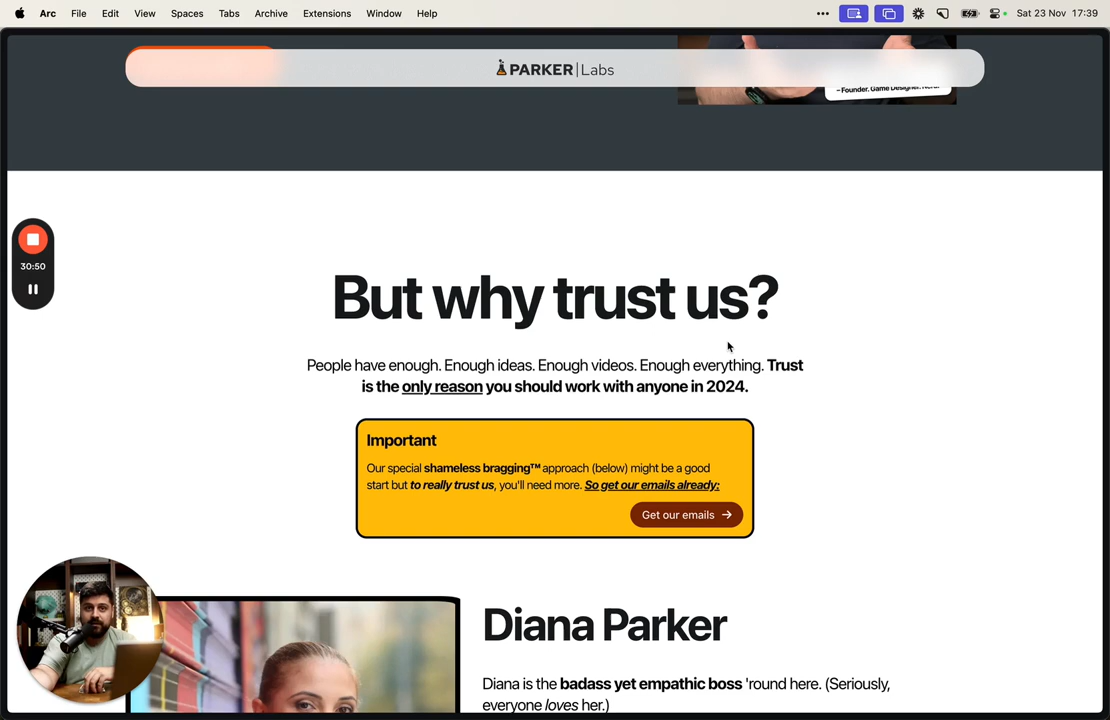 Arc File Edit View Spaces Tabs Archive Extensions Window Help Sat 23 Nov 17:39
PARKER|Labs
– Founder. Game Designer. Nerd.
30:50
But why trust us?
People have enough. Enough ideas. Enough videos. Enough everything. Trust
is the only reason you should work with anyone in 2024.
Important
Our special shameless bragging™ approach (below) might be a good
start but to really trust us, you'll need more. So get our emails already:
Get our emails →
Diana Parker
Diana is the badass yet empathic boss 'round here. (Seriously,
everyone loves her.)